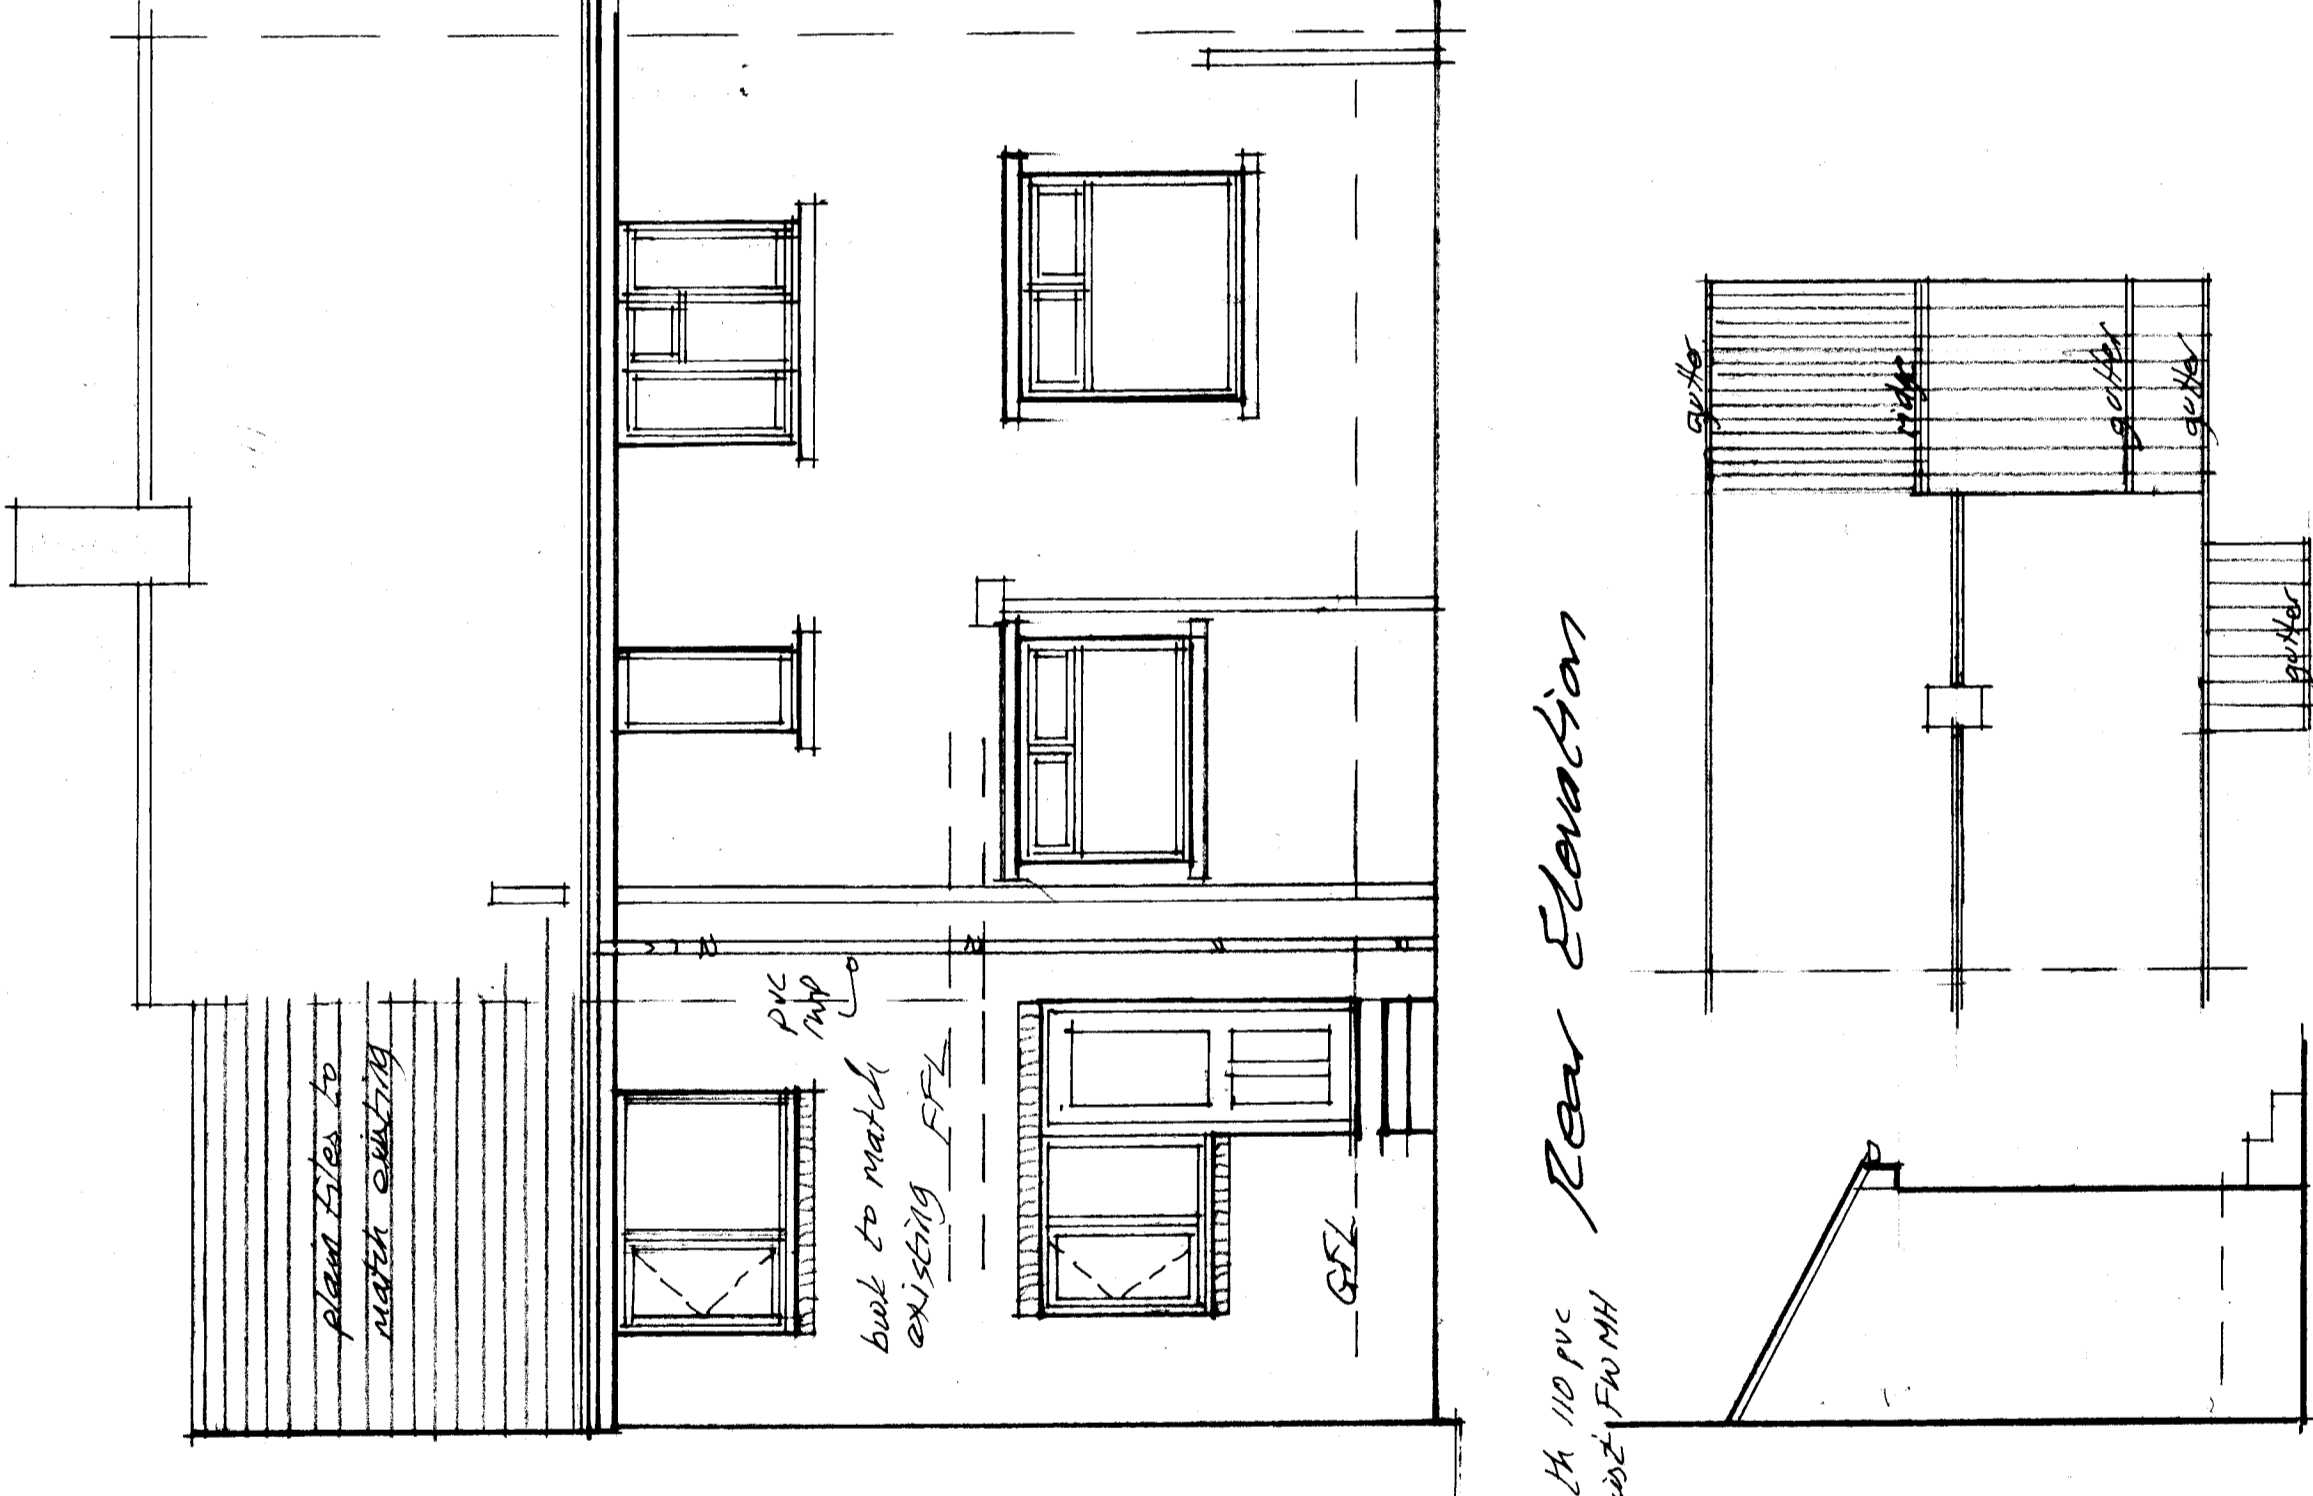 plain tiles to
match existing
PVC
rwp
existing FFL
to match
GFL
Rear Elevation
110 PVC
FWMH
gutter
ridge
gutter
gutter
gutter